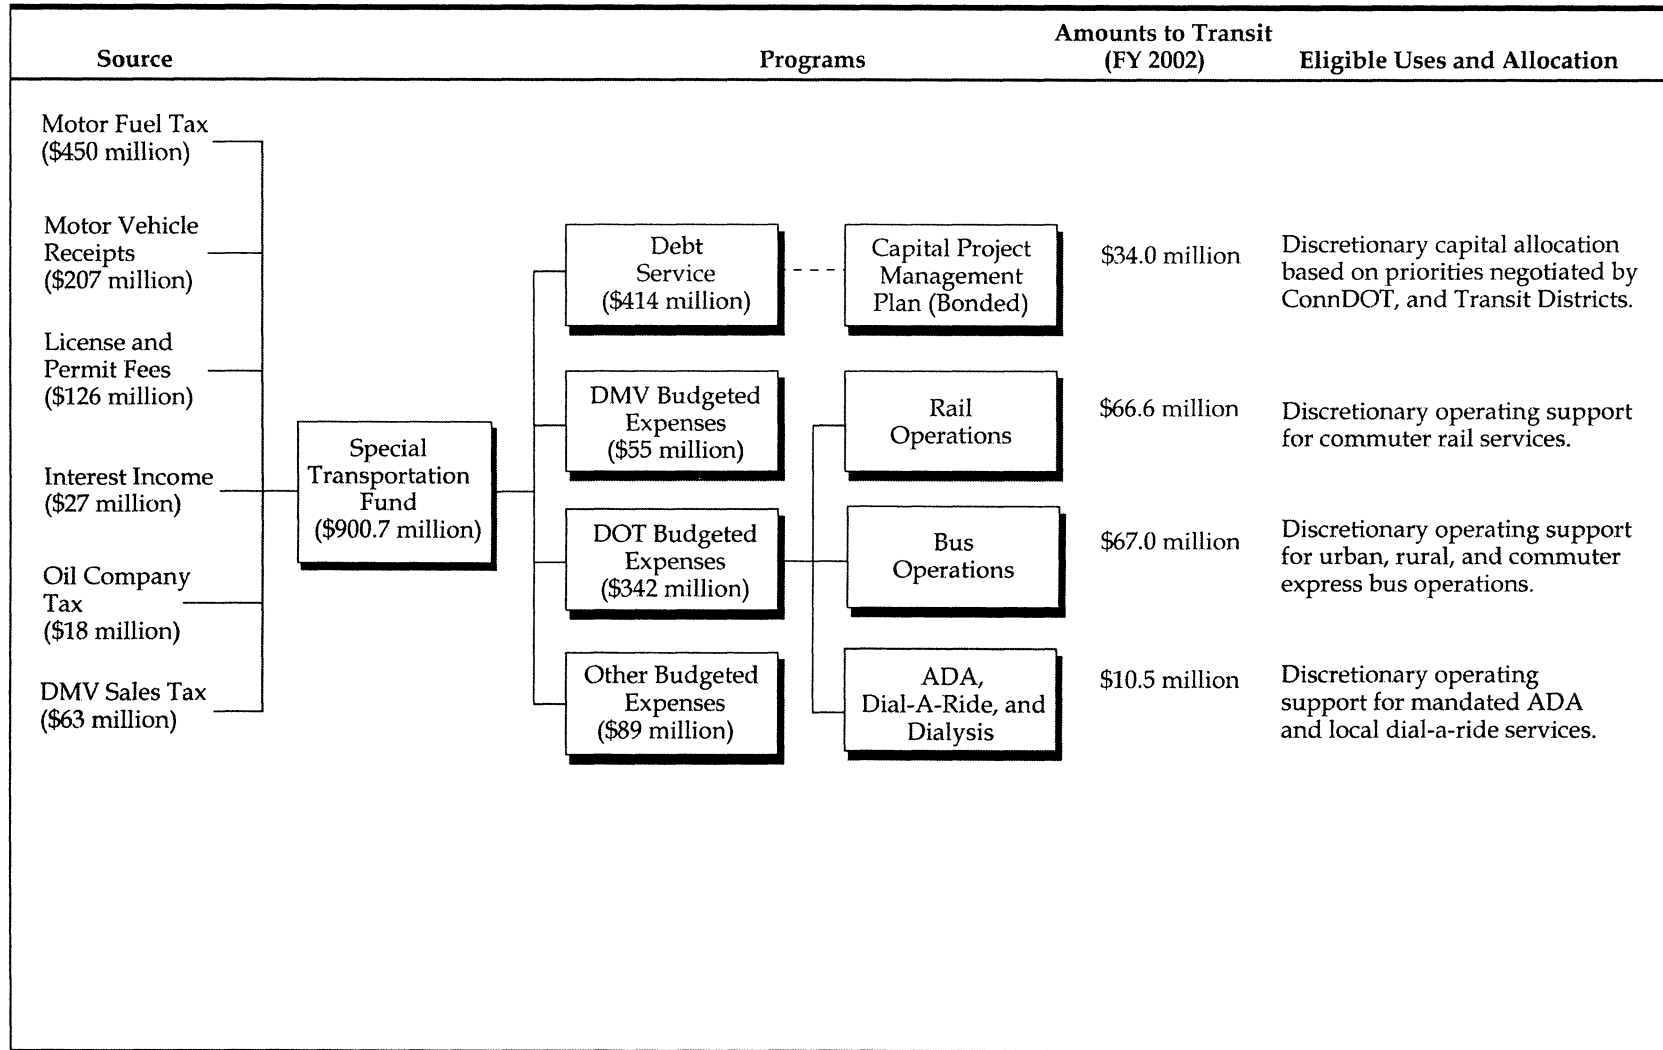 Source
Programs
Amounts to Transit
(FY 2002)
Eligible Uses and Allocation
Motor Fuel Tax
($450 million)
Motor Vehicle
Receipts
($207 million)
License and
Permit Fees
($126 million)
Interest Income
($27 million)
Oil Company
Tax
($18 million)
DMV Sales Tax
($63 million)
Special
Transportation
Fund
($900.7 million)
Debt
Service
($414 million)
DMV Budgeted
Expenses
($55 million)
DOT Budgeted
Expenses
($342 million)
Other Budgeted
Expenses
($89 million)
Capital Project
Management
Plan (Bonded)
$34.0 million
Discretionary capital allocation
based on priorities negotiated by
ConnDOT, and Transit Districts.
Rail
Operations
$66.6 million
Discretionary operating support
for commuter rail services.
Bus
Operations
$67.0 million
Discretionary operating support
for urban, rural, and commuter
express bus operations.
ADA,
Dial-A-Ride, and
Dialysis
$10.5 million
Discretionary operating
support for mandated ADA
and local dial-a-ride services.